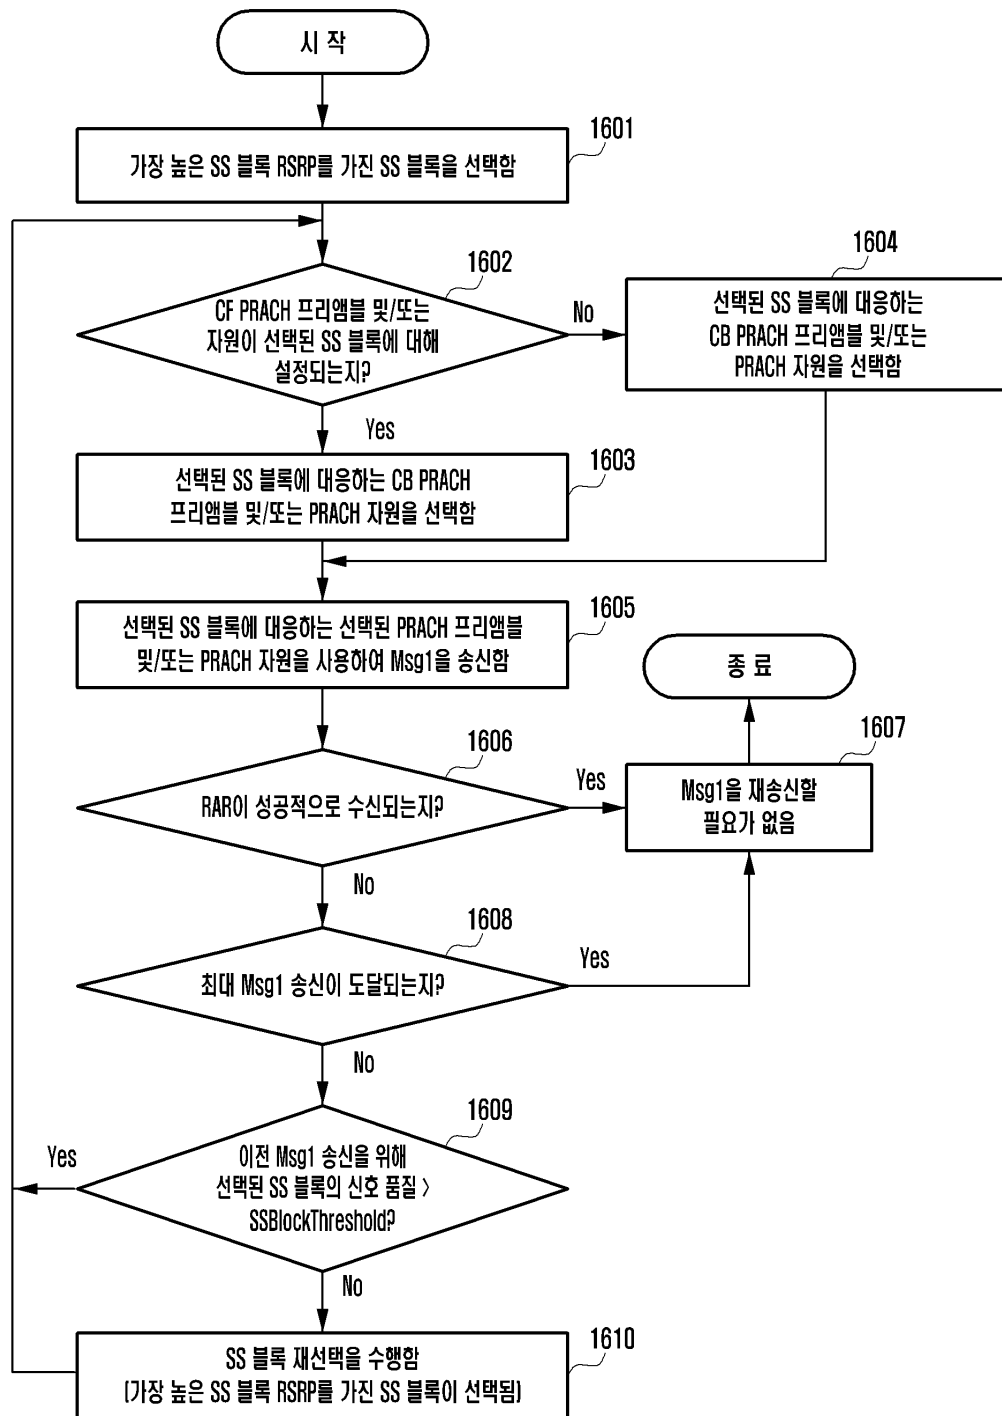 시 작
1601
가장 높은 SS 블록 RSRP를 가진 SS 블록을 선택함
1602
CF PRACH 프리앰블 및/또는
자원이 선택된 SS 블록에 대해
설정되는지?
No
1604
선택된 SS 블록에 대응하는
CB PRACH 프리앰블 및/또는
PRACH 자원을 선택함
Yes
1603
선택된 SS 블록에 대응하는 CB PRACH
프리앰블 및/또는 PRACH 자원을 선택함
1605
선택된 SS 블록에 대응하는 선택된 PRACH 프리앰블
및/또는 PRACH 자원을 사용하여 Msg1을 송신함
종 료
1606
RAR이 성공적으로 수신되는지?
Yes
1607
Msg1을 재송신할
필요가 없음
No
1608
최대 Msg1 송신이 도달되는지?
Yes
No
1609
이전 Msg1 송신을 위해
선택된 SS 블록의 신호 품질 >
SSBlockThreshold?
Yes
No
1610
SS 블록 재선택을 수행함
(가장 높은 SS 블록 RSRP를 가진 SS 블록이 선택됨)